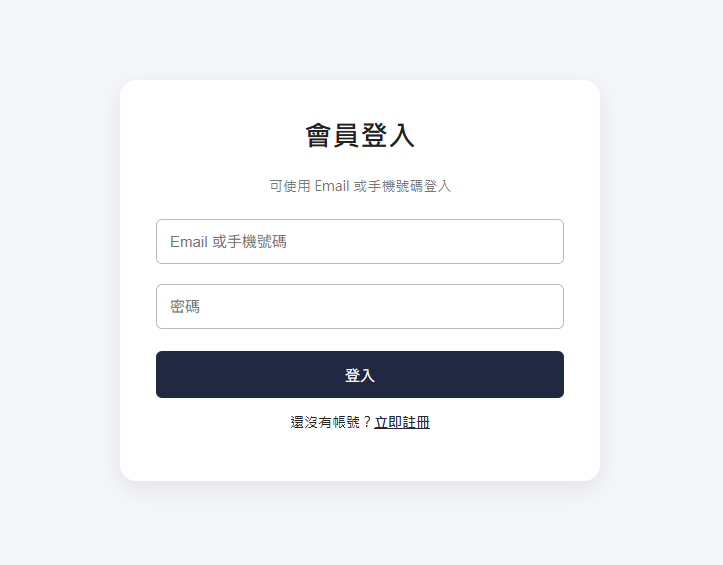 會員登入
可使用 Email 或手機號碼登入
Email 或手機號碼
密碼
登入
還沒有帳號？立即註冊